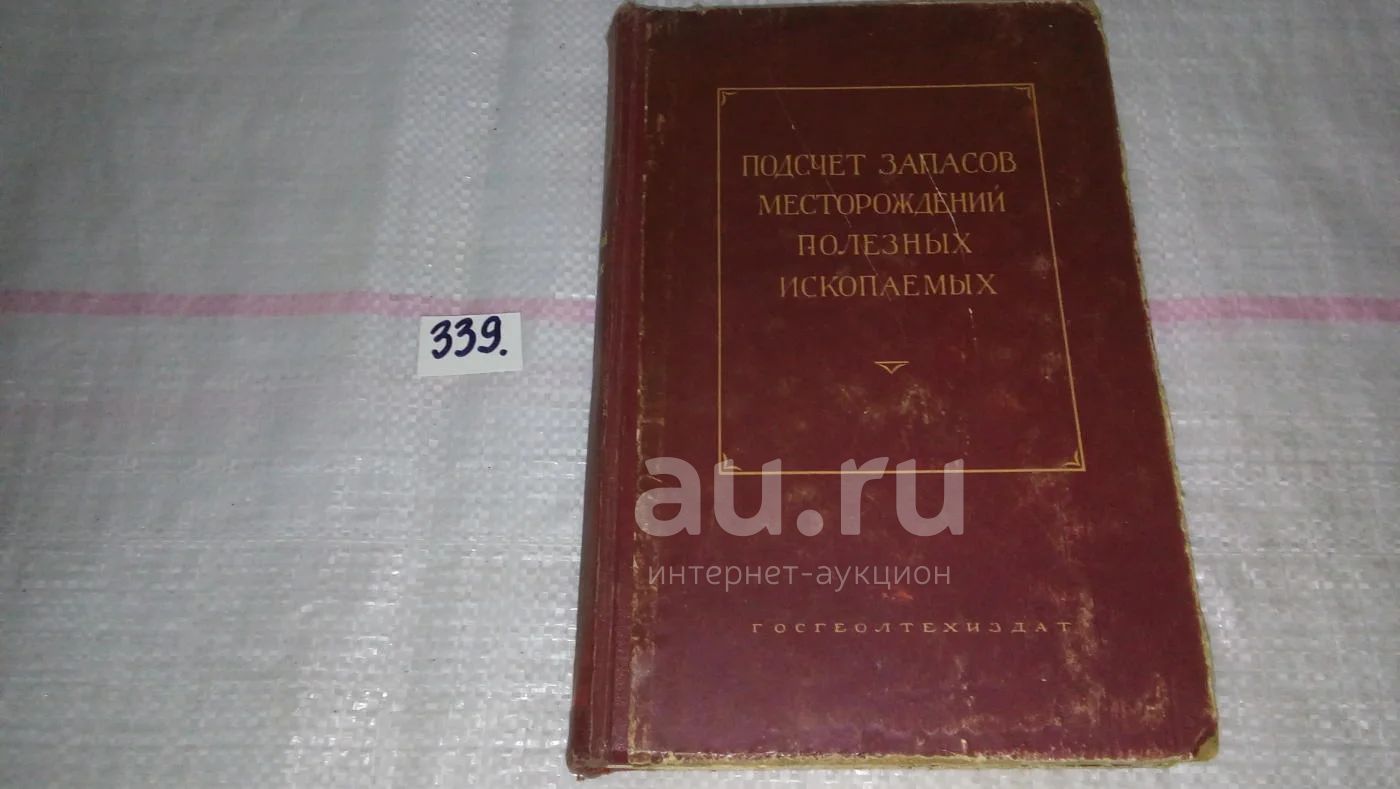 ПОДСЧЕТ ЗАПАСОВ
МЕСТОРОЖДЕНИЙ
ПОЛЕЗНЫХ
ИСКОПАЕМЫХ
339.
au.ru
интернет-аукцион
ГОСГЕОЛТЕХИЗДАТ